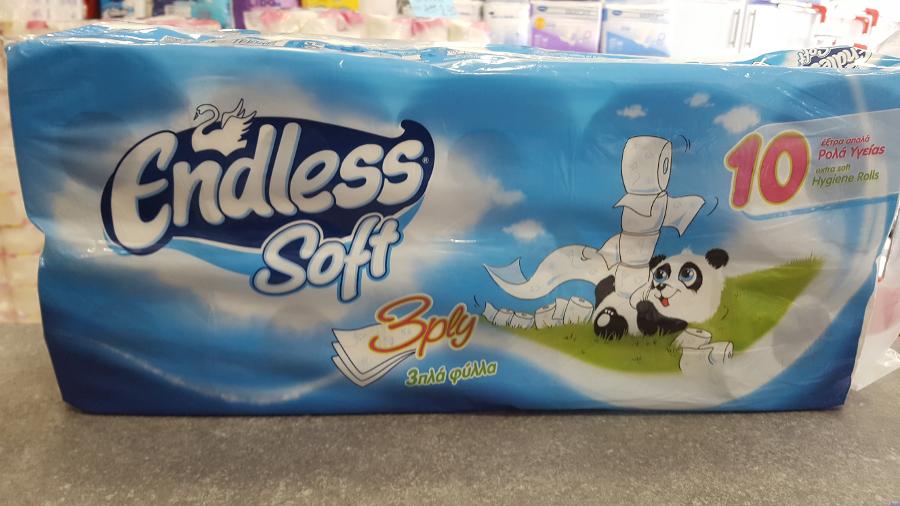 Endless®
Soft
3ply
3πλά φύλλα
10
έξτρα απαλά
Ρολά Υγείας
extra soft
Hygiene Rolls